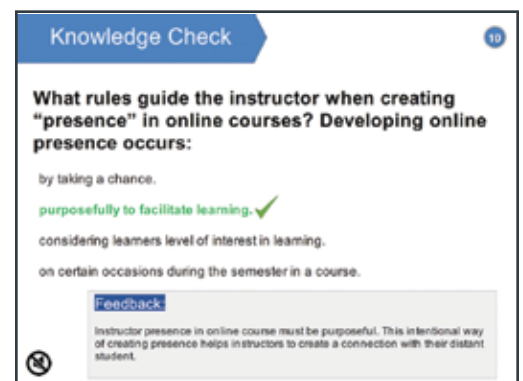 Knowledge Check
10
What rules guide the instructor when creating
“presence” in online courses? Developing online
presence occurs:
by taking a chance.
purposefully to facilitate learning.
considering learners level of interest in learning.
on certain occasions during the semester in a course.
Feedback:
Instructor presence in online course must be purposeful. This intentional way
of creating presence helps instructors to create a connection with their distant
student.